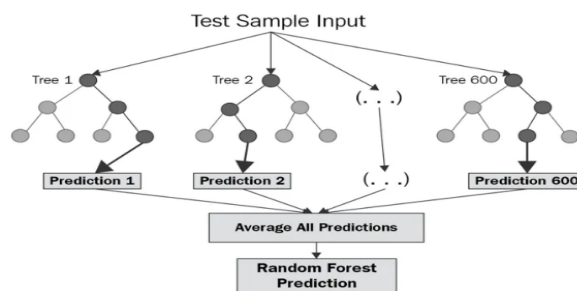 Test Sample Input
Tree 1
Tree 2
(. . .)
Tree 600
Prediction 1
Prediction 2
(. . .)
Prediction 600
Average All Predictions
Random Forest
Prediction